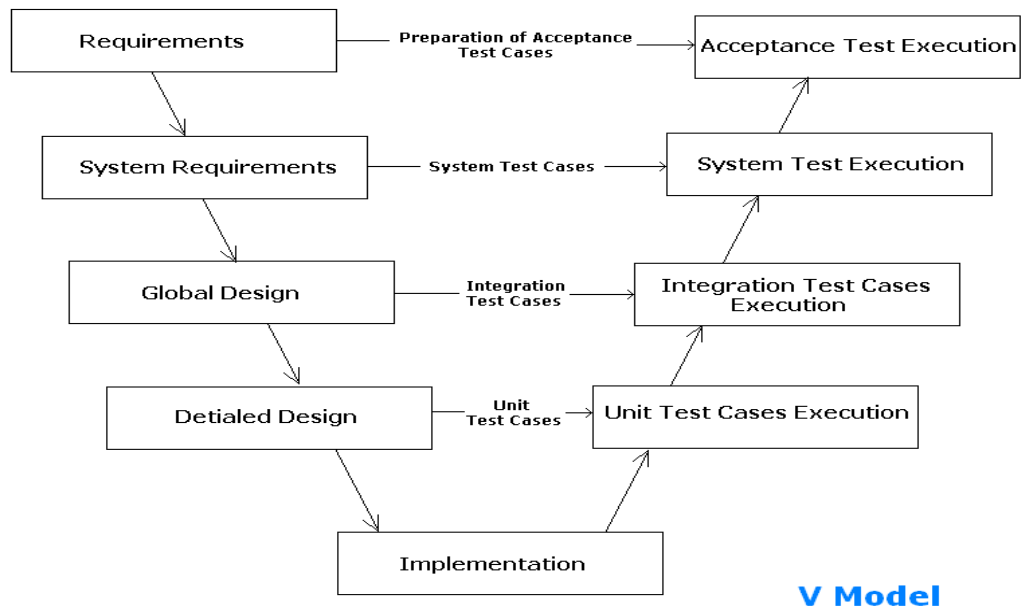 Requirements
Preparation of Acceptance
Test Cases
Acceptance Test Execution
System Requirements
System Test Cases
System Test Execution
Global Design
Integration
Test Cases
Integration Test Cases
Execution
Detialed Design
Unit
Test Cases
Unit Test Cases Execution
Implementation
V Model